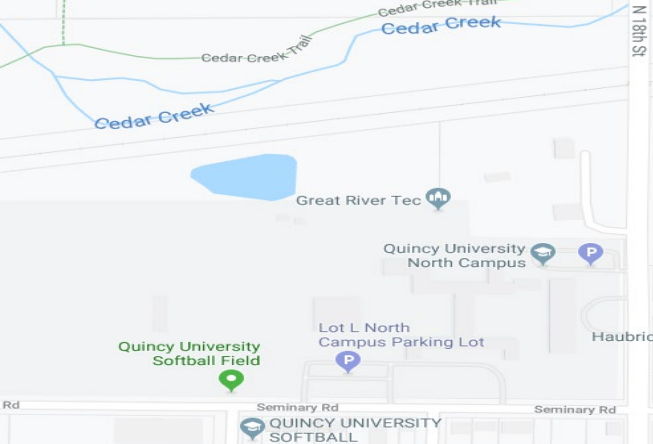 Cedar Creek Trail
N 18th St
Cedar Creek
Cedar Creek Trail
Cedar Creek
Great River Tec
Quincy University
North Campus
Lot L North
Campus Parking Lot
Haubric
Quincy University
Softball Field
Rd
Seminary Rd
Seminary Rd
QUINCY UNIVERSITY
SOFTBALL
P
P